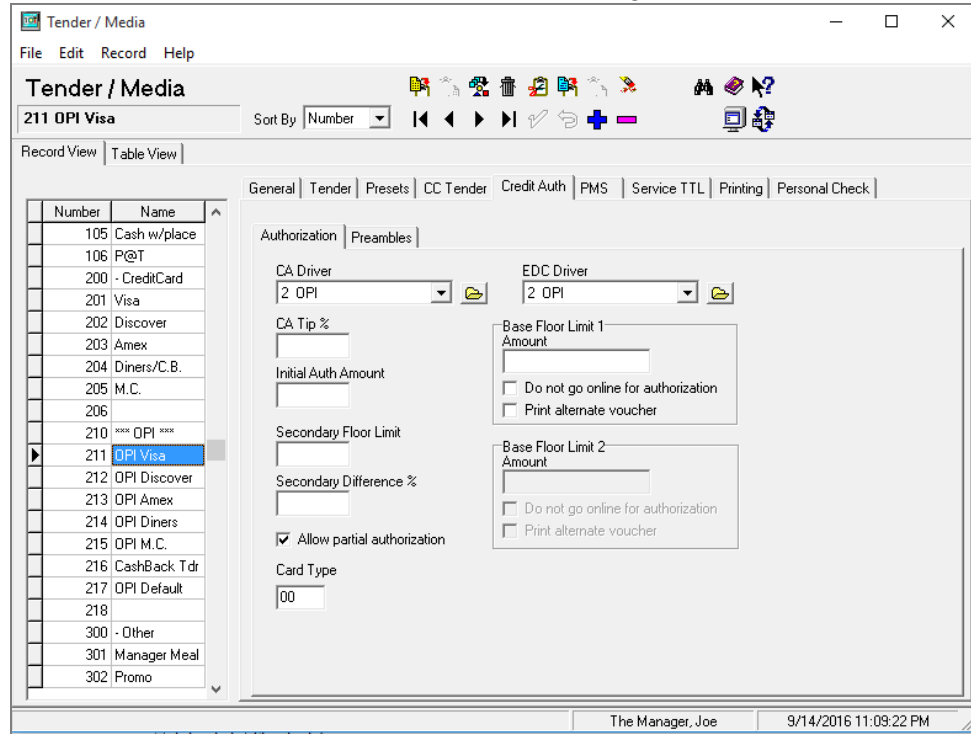 Tender / Media
File Edit Record Help
Tender / Media
211 OPI Visa
Sort By Number
Record View Table View
General Tender Presets CC Tender Credit Auth PMS Service TTL Printing Personal Check
Number Name
105 Cash w/place
106 P@T
200 - CreditCard
201 Visa
202 Discover
203 Amex
204 Diners/C.B.
205 M.C.
206
210 *** OPI ***
211 OPI Visa
212 OPI Discover
213 OPI Amex
214 OPI Diners
215 OPI M.C.
216 CashBack Tdr
217 OPI Default
218
300 - Other
301 Manager Meal
302 Promo
Authorization Preambles
CA Driver
2 OPI
EDC Driver
2 OPI
CA Tip %
Initial Auth Amount
Secondary Floor Limit
Secondary Difference %
Allow partial authorization
Card Type
00
Base Floor Limit 1
Amount
Do not go online for authorization
Print alternate voucher
Base Floor Limit 2
Amount
Do not go online for authorization
Print alternate voucher
The Manager, Joe 9/14/2016 11:09:22 PM